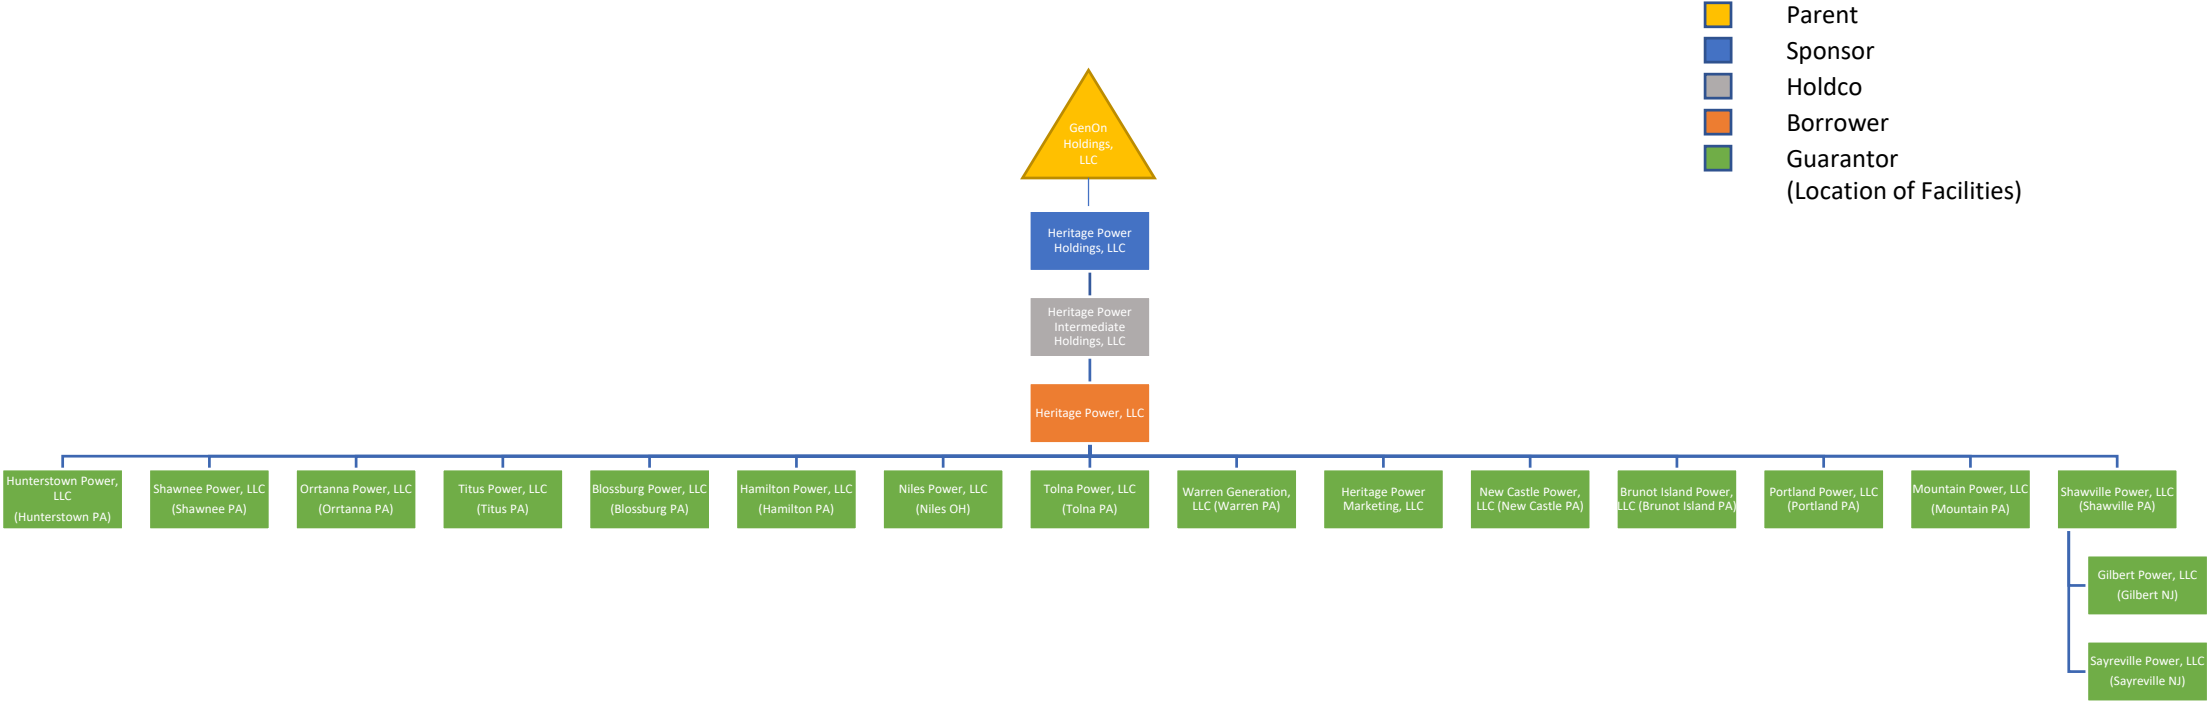 Parent
Sponsor
Holdco
Borrower
Guarantor
(Location of Facilities)
GenOn
Holdings,
LLC
Heritage Power
Holdings, LLC
Heritage Power
Intermediate
Holdings, LLC
Heritage Power, LLC
Hunterstown Power,
LLC
(Hunterstown PA)
Shawnee Power, LLC
(Shawnee PA)
Orrtanna Power, LLC
(Orrtanna PA)
Titus Power, LLC
(Titus PA)
Blossburg Power, LLC
(Blossburg PA)
Hamilton Power, LLC
(Hamilton PA)
Niles Power, LLC
(Niles OH)
Tolna Power, LLC
(Tolna PA)
Warren Generation,
LLC (Warren PA)
Heritage Power
Marketing, LLC
New Castle Power,
LLC (New Castle PA)
Brunot Island Power,
LLC (Brunot Island PA)
Portland Power, LLC
(Portland PA)
Mountain Power, LLC
(Mountain PA)
Shawville Power, LLC
(Shawville PA)
Gilbert Power, LLC
(Gilbert NJ)
Sayreville Power, LLC
(Sayreville NJ)